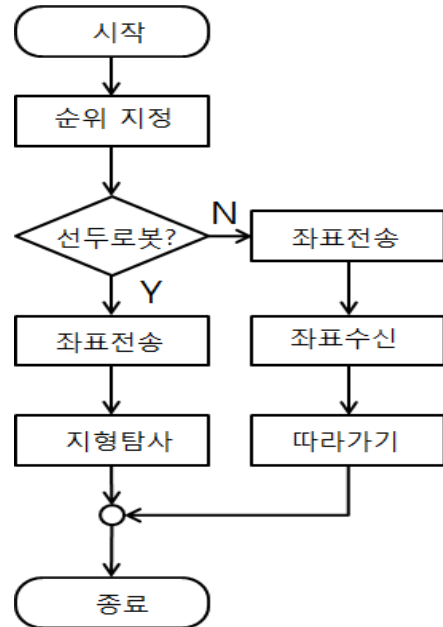 시작
순위 지정
선두로봇?
N
좌표전송
Y
좌표전송
좌표수신
지형탐사
따라가기
종료